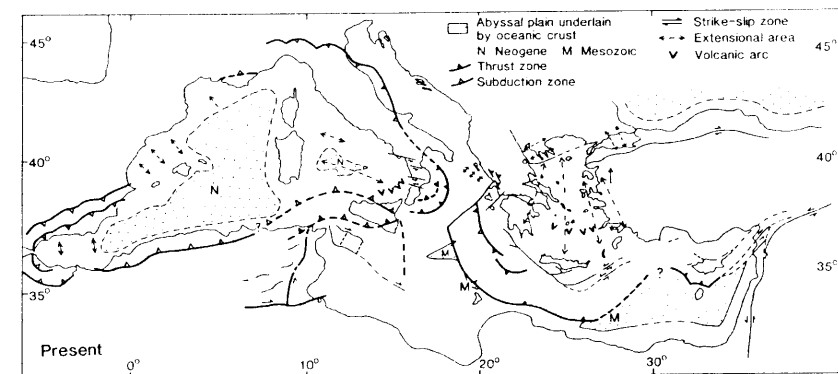 45°
Abyssal plain underlain
by oceanic crust
N Neogene M Mesozoic
Thrust zone
Subduction zone
Strike-slip zone
Extensional area
V Volcanic arc
45°
40°
N
N
40°
?
N
35°
M
M
M
?
35°
Present
0°
10°
20°
30°